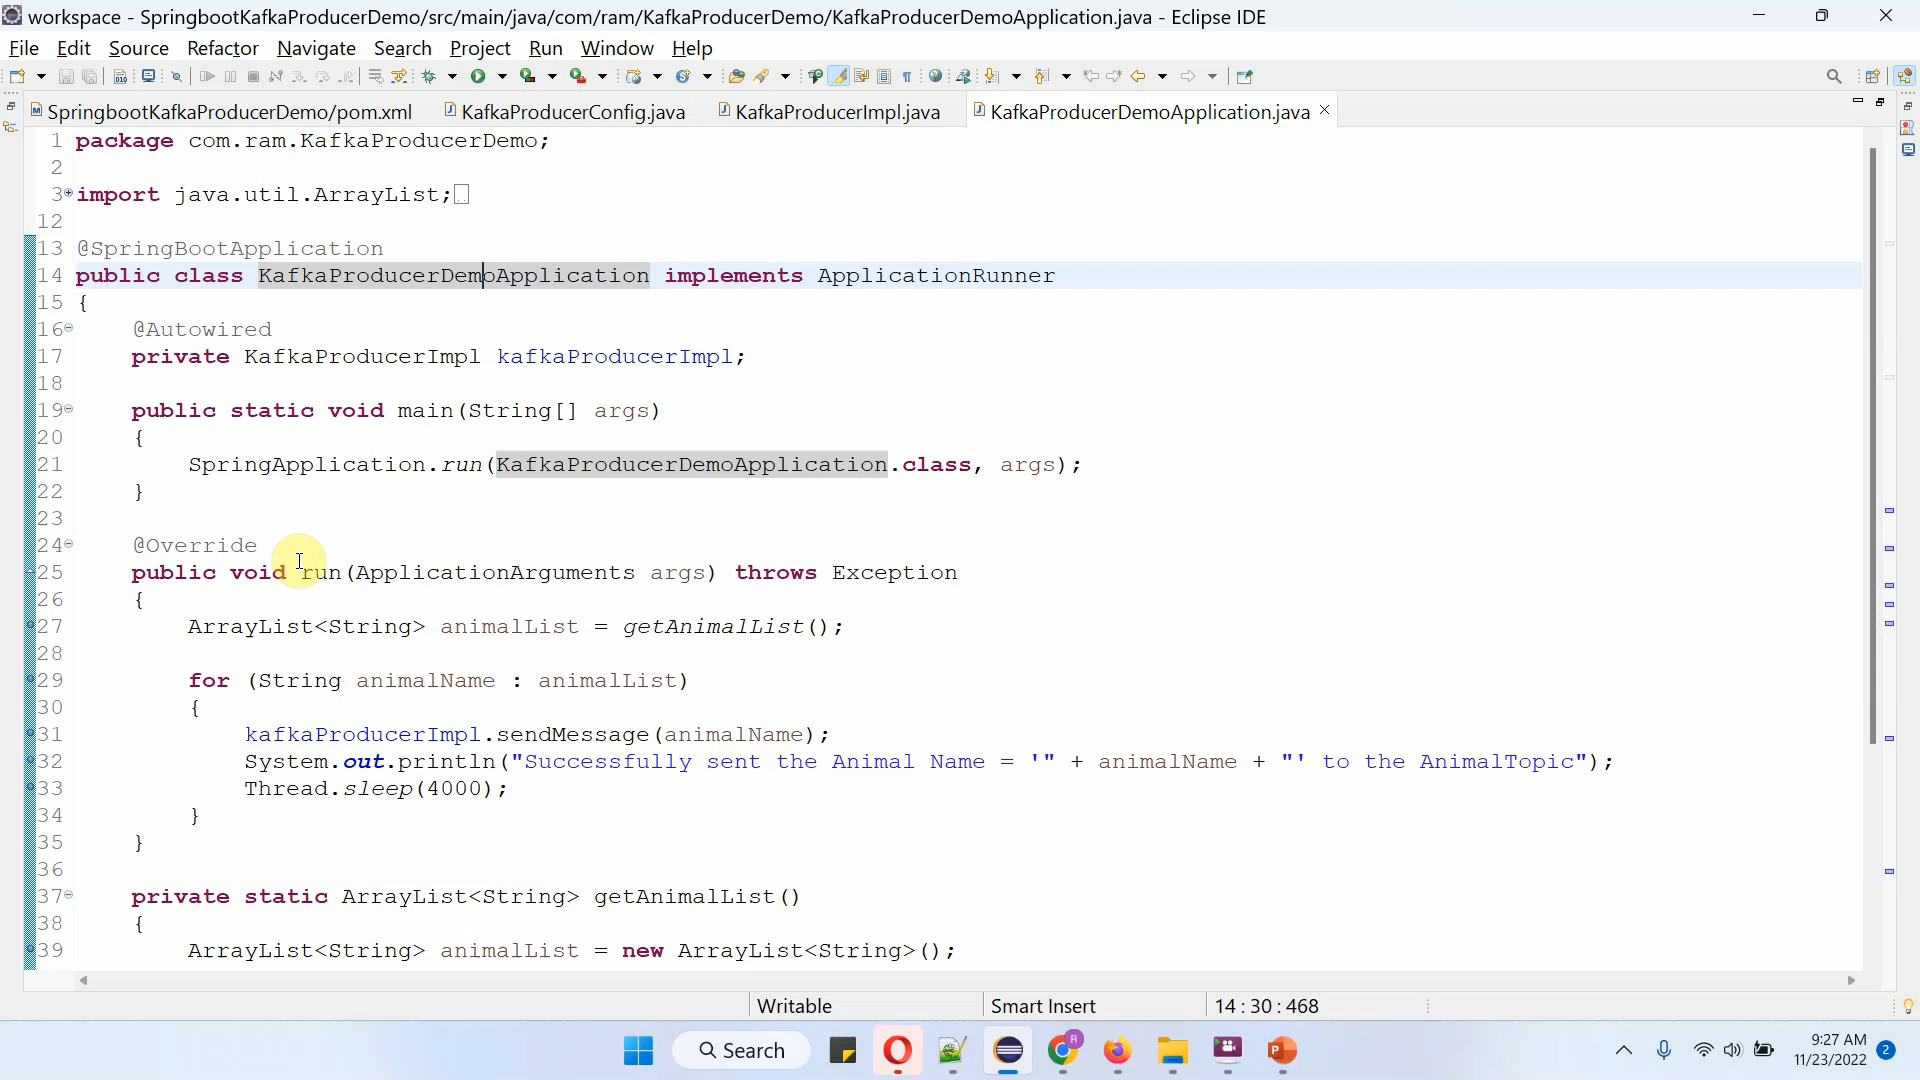 workspace - SpringbootKafkaProducerDemo/src/main/java/com/ram/KafkaProducerDemo/KafkaProducerDemoApplication.java - Eclipse IDE
File Edit Source Refactor Navigate Search Project Run Window Help
SpringbootKafkaProducerDemo/pom.xml KafkaProducerConfig.java KafkaProducerImpl.java KafkaProducerDemoApplication.java
1 package com.ram.KafkaProducerDemo;
2
3 import java.util.ArrayList;
12
13 @SpringBootApplication
14 public class KafkaProducerDemoApplication implements ApplicationRunner
15 {
16 @Autowired
17 private KafkaProducerImpl kafkaProducerImpl;
18
19 public static void main(String[] args)
20 {
21 SpringApplication.run(KafkaProducerDemoApplication.class, args);
22 }
23
24 @Override
25 public void run(ApplicationArguments args) throws Exception
26 {
27 ArrayList<String> animalList = getAnimalList();
28
29 for (String animalName : animalList)
30 {
31 kafkaProducerImpl.sendMessage(animalName);
32 System.out.println("Successfully sent the Animal Name = '" + animalName + "' to the AnimalTopic");
33 Thread.sleep(4000);
34 }
35 }
36
37 private static ArrayList<String> getAnimalList()
38 {
39 ArrayList<String> animalList = new ArrayList<String>();
Writable Smart Insert 14 : 30 : 468
Search
9:27 AM
11/23/2022
2